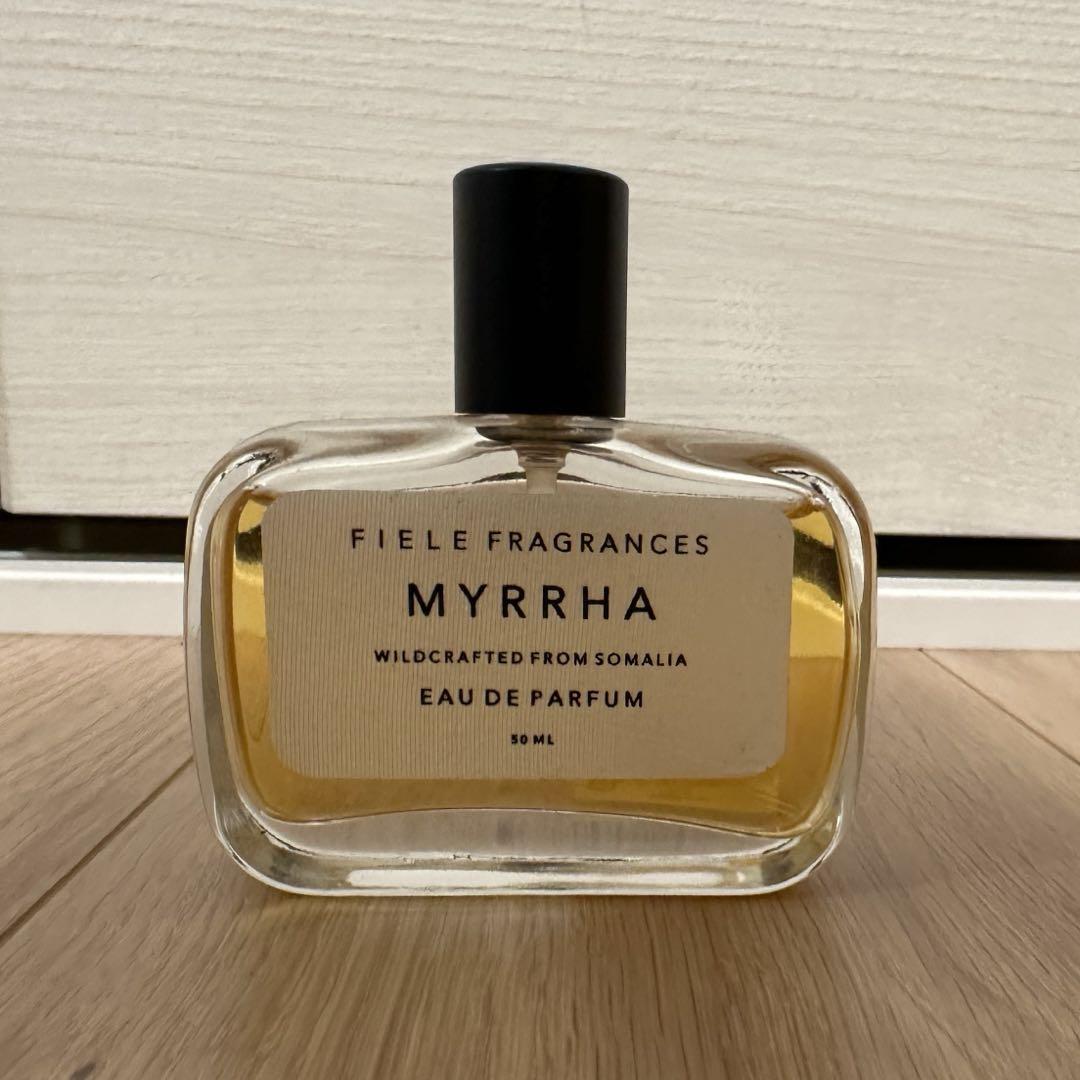 FIELE FRAGRANCES
MYRRHA
WILDCRAFTED FROM SOMALIA
EAU DE PARFUM
50 ML